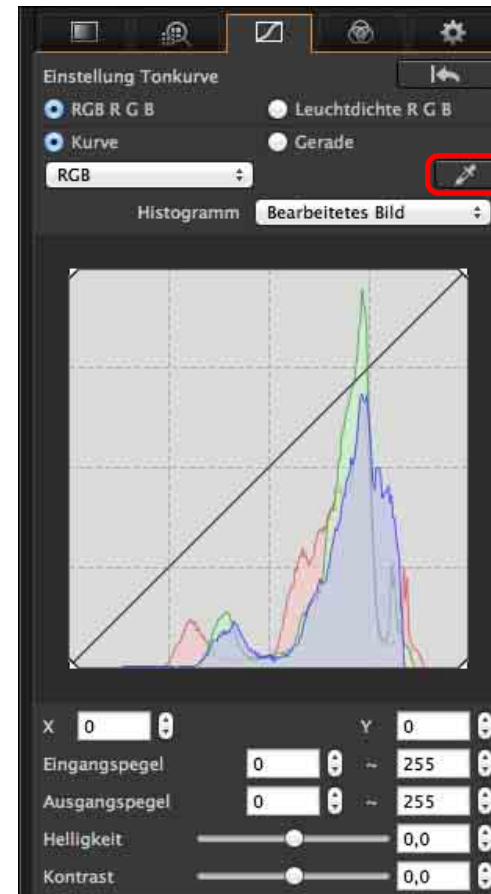 Einstellung Tonkurve
RGB R G B Leuchtdichte R G B
Kurve Gerade
RGB
Histogramm Bearbeitetes Bild
X 0 Y 0
Eingangspegel 0 ~ 255
Ausgangspegel 0 ~ 255
Helligkeit 0,0
Kontrast 0,0